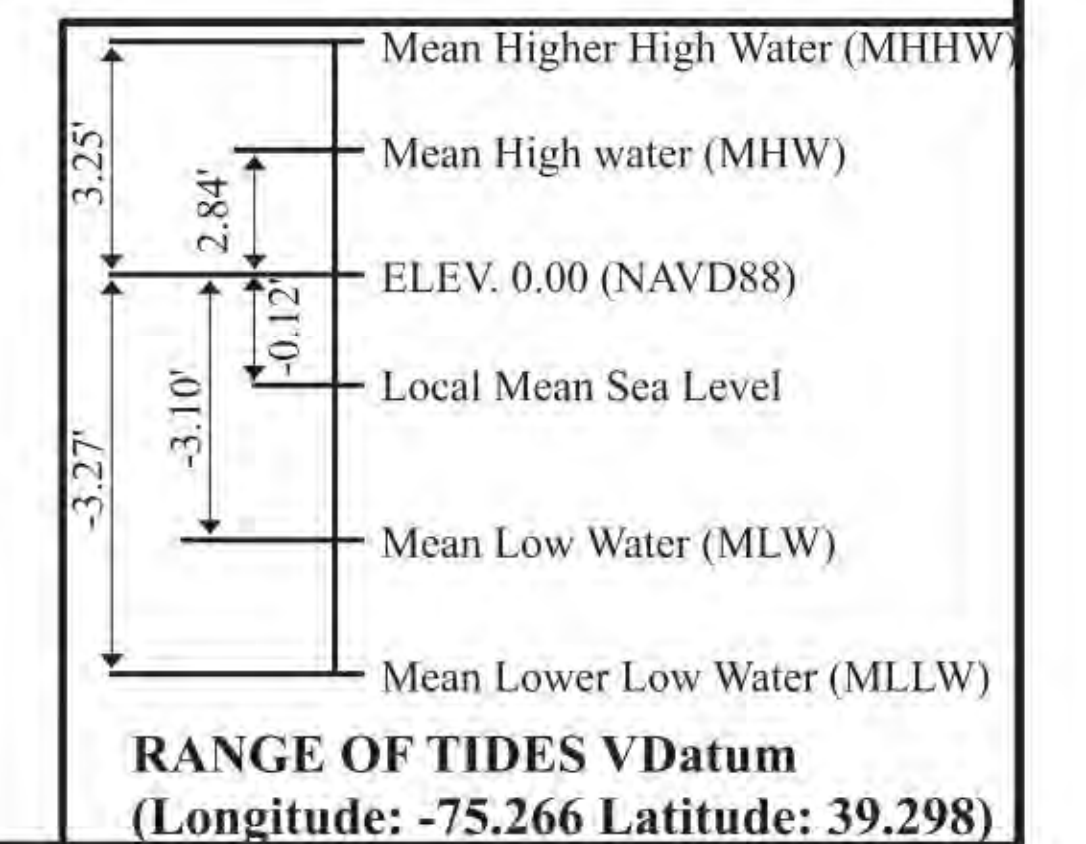 Mean Higher High Water (MHHW)
3.25'
Mean High water (MHW)
2.84'
ELEV. 0.00 (NAVD88)
-0.12'
Local Mean Sea Level
-3.10'
-3.27'
Mean Low Water (MLW)
Mean Lower Low Water (MLLW)
RANGE OF TIDES VDatum
(Longitude: -75.266 Latitude: 39.298)